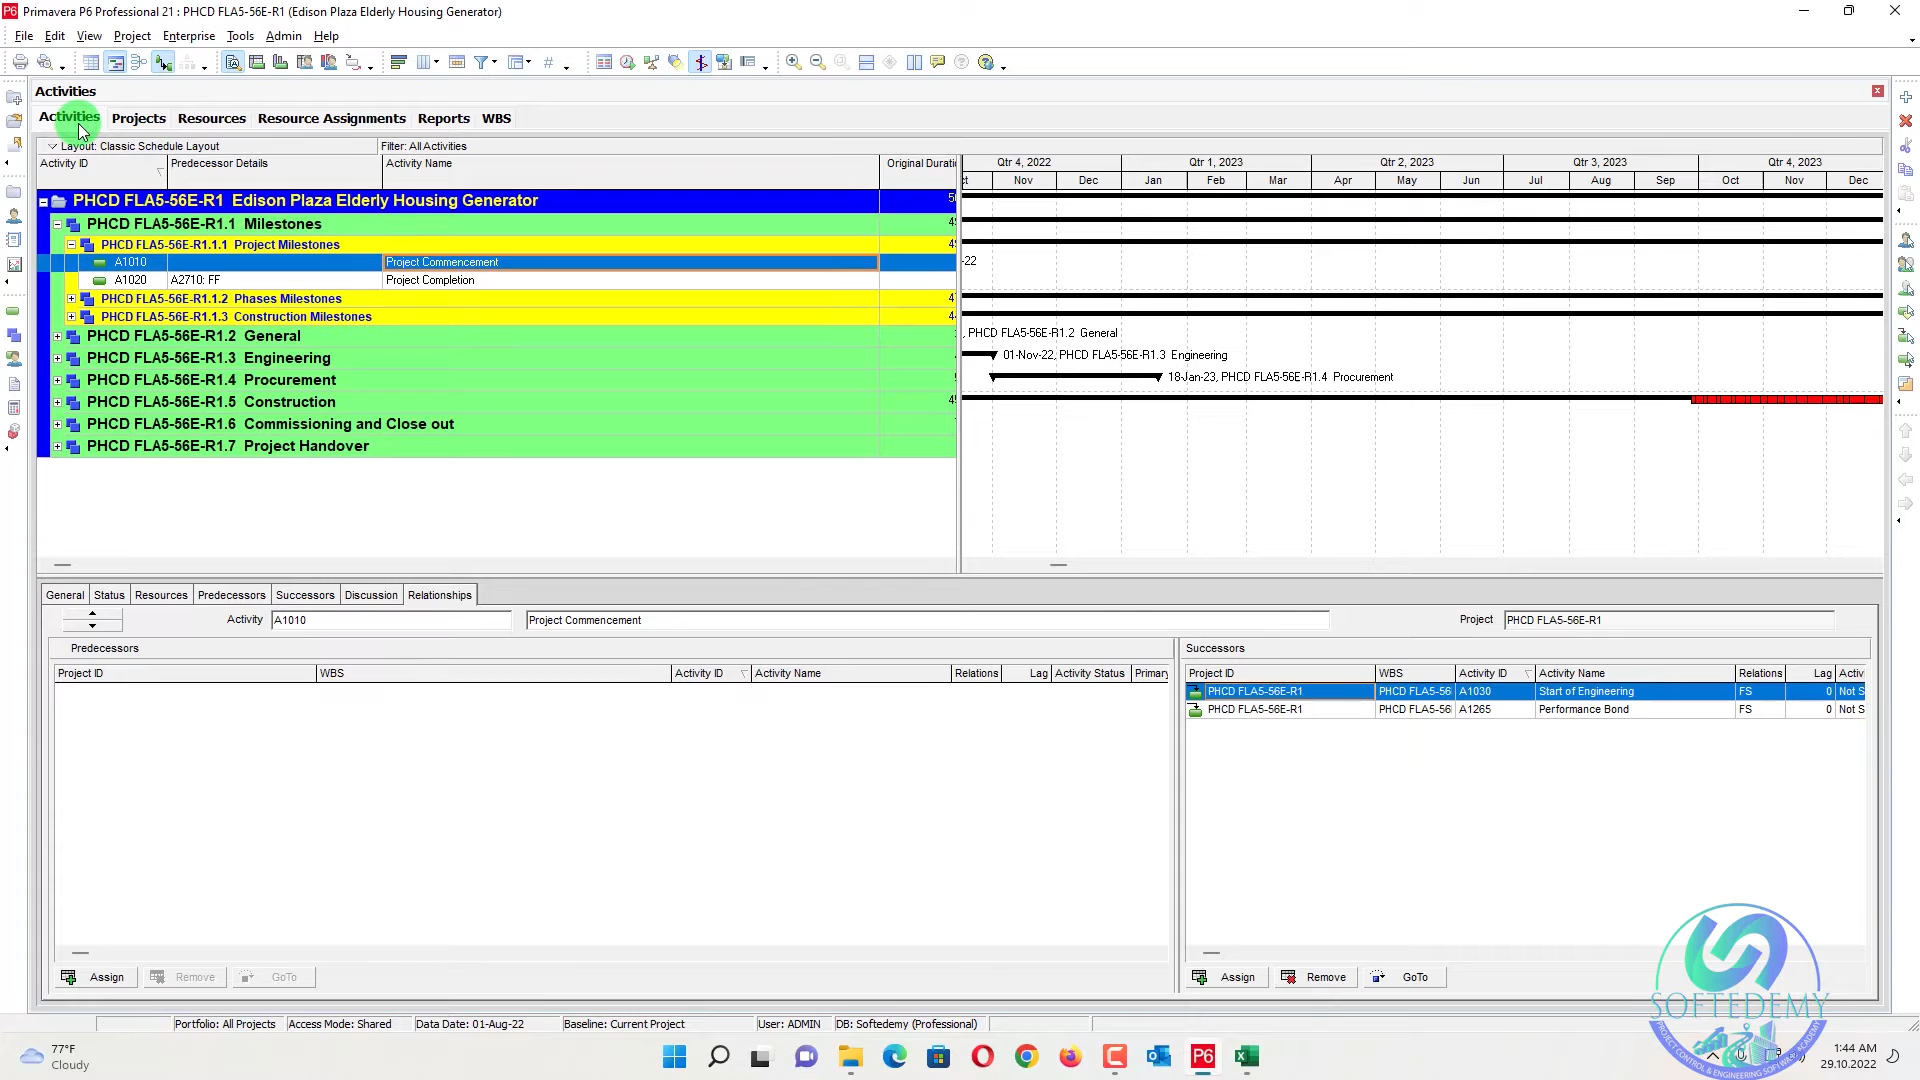 P6 Primavera P6 Professional 21 : PHCD FLA5-56E-R1 (Edison Plaza Elderly Housing Generator)
File Edit View Project Enterprise Tools Admin Help
Activities
Activities Projects Resources Resource Assignments Reports WBS
Layout: Classic Schedule Layout Filter: All Activities
Activity ID Predecessor Details Activity Name Original Durati
Qtr 4, 2022 Qtr 1, 2023 Qtr 2, 2023 Qtr 3, 2023 Qtr 4, 2023
Nov Dec Jan Feb Mar Apr May Jun Jul Aug Sep Oct Nov Dec
PHCD FLA5-56E-R1 Edison Plaza Elderly Housing Generator
PHCD FLA5-56E-R1.1 Milestones
PHCD FLA5-56E-R1.1.1 Project Milestones
A1010 Project Commencement -22
A1020 A2710: FF Project Completion
PHCD FLA5-56E-R1.1.2 Phases Milestones
PHCD FLA5-56E-R1.1.3 Construction Milestones
PHCD FLA5-56E-R1.2 General , PHCD FLA5-56E-R1.2 General
PHCD FLA5-56E-R1.3 Engineering 01-Nov-22, PHCD FLA5-56E-R1.3 Engineering
PHCD FLA5-56E-R1.4 Procurement 18-Jan-23, PHCD FLA5-56E-R1.4 Procurement
PHCD FLA5-56E-R1.5 Construction
PHCD FLA5-56E-R1.6 Commissioning and Close out
PHCD FLA5-56E-R1.7 Project Handover
General Status Resources Predecessors Successors Discussion Relationships
Activity A1010 Project Commencement Project PHCD FLA5-56E-R1
Predecessors Successors
Project ID WBS Activity ID Activity Name Relations Lag Activity Status Primary
Project ID WBS Activity ID Activity Name Relations Lag Activ
PHCD FLA5-56E-R1 PHCD FLA5-56 A1030 Start of Engineering FS 0 Not S
PHCD FLA5-56E-R1 PHCD FLA5-56 A1265 Performance Bond FS 0 Not S
Assign Remove GoTo Assign Remove GoTo
Portfolio: All Projects Access Mode: Shared Data Date: 01-Aug-22 Baseline: Current Project User: ADMIN DB: Softedemy (Professional)
SOFTEDEMY
PROJECT CONTROL & ENGINEERING SOFTWARE ACADEMY
77°F
Cloudy
P6
1:44 AM
29.10.2022